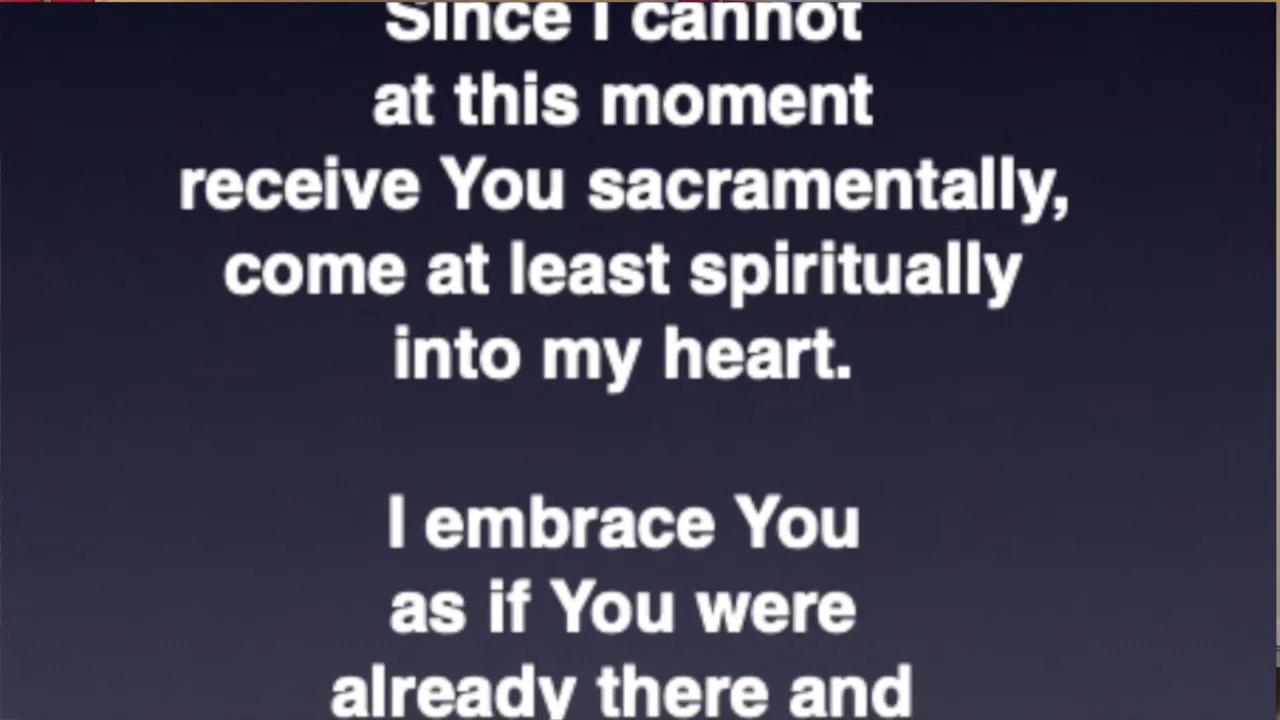 Since I cannot
at this moment
receive You sacramentally,
come at least spiritually
into my heart.
I embrace You
as if You were
already there and